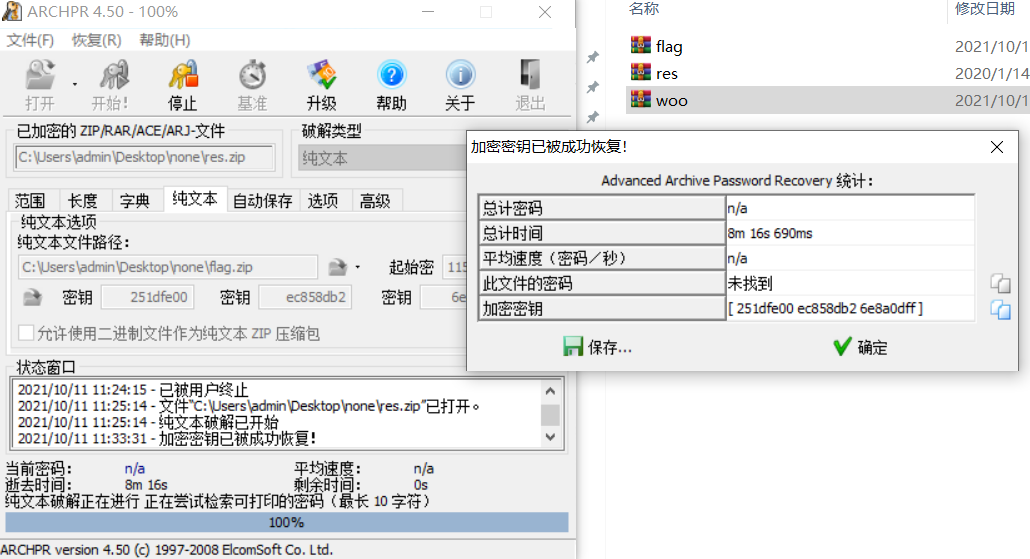 ARCHPR 4.50 - 100%
文件(F) 恢复(R) 帮助(H)
打开 开始! 停止 基准 升级 帮助 关于 退出
已加密的 ZIP/RAR/ACE/ARJ-文件
破解类型
C:\Users\admin\Desktop\none\res.zip
纯文本
范围 长度 字典 纯文本 自动保存 选项 高级
纯文本选项
纯文本文件路径:
C:\Users\admin\Desktop\none\flag.zip
起始密 115
密钥 251dfe00 密钥 ec858db2 密钥 6e
允许使用二进制文件作为纯文本 ZIP 压缩包
状态窗口
2021/10/11 11:24:15 - 已被用户终止
2021/10/11 11:25:14 - 文件“C:\Users\admin\Desktop\none\res.zip”已打开。
2021/10/11 11:25:14 - 纯文本破解已开始
2021/10/11 11:33:31 - 加密密钥已被成功恢复!
当前密码: n/a 平均速度: n/a
逝去时间: 8m 16s 剩余时间: 0s
纯文本破解正在进行 正在尝试检索可打印的密码(最长 10 字符)
100%
ARCHPR version 4.50 (c) 1997-2008 ElcomSoft Co. Ltd.
名称 修改日期
flag 2021/10/1
res 2020/1/14
woo 2021/10/1
加密密钥已被成功恢复!
Advanced Archive Password Recovery 统计:
总计密码 n/a
总计时间 8m 16s 690ms
平均速度(密码/秒) n/a
此文件的密码 未找到
加密密钥 [ 251dfe00 ec858db2 6e8a0dff ]
保存... 确定